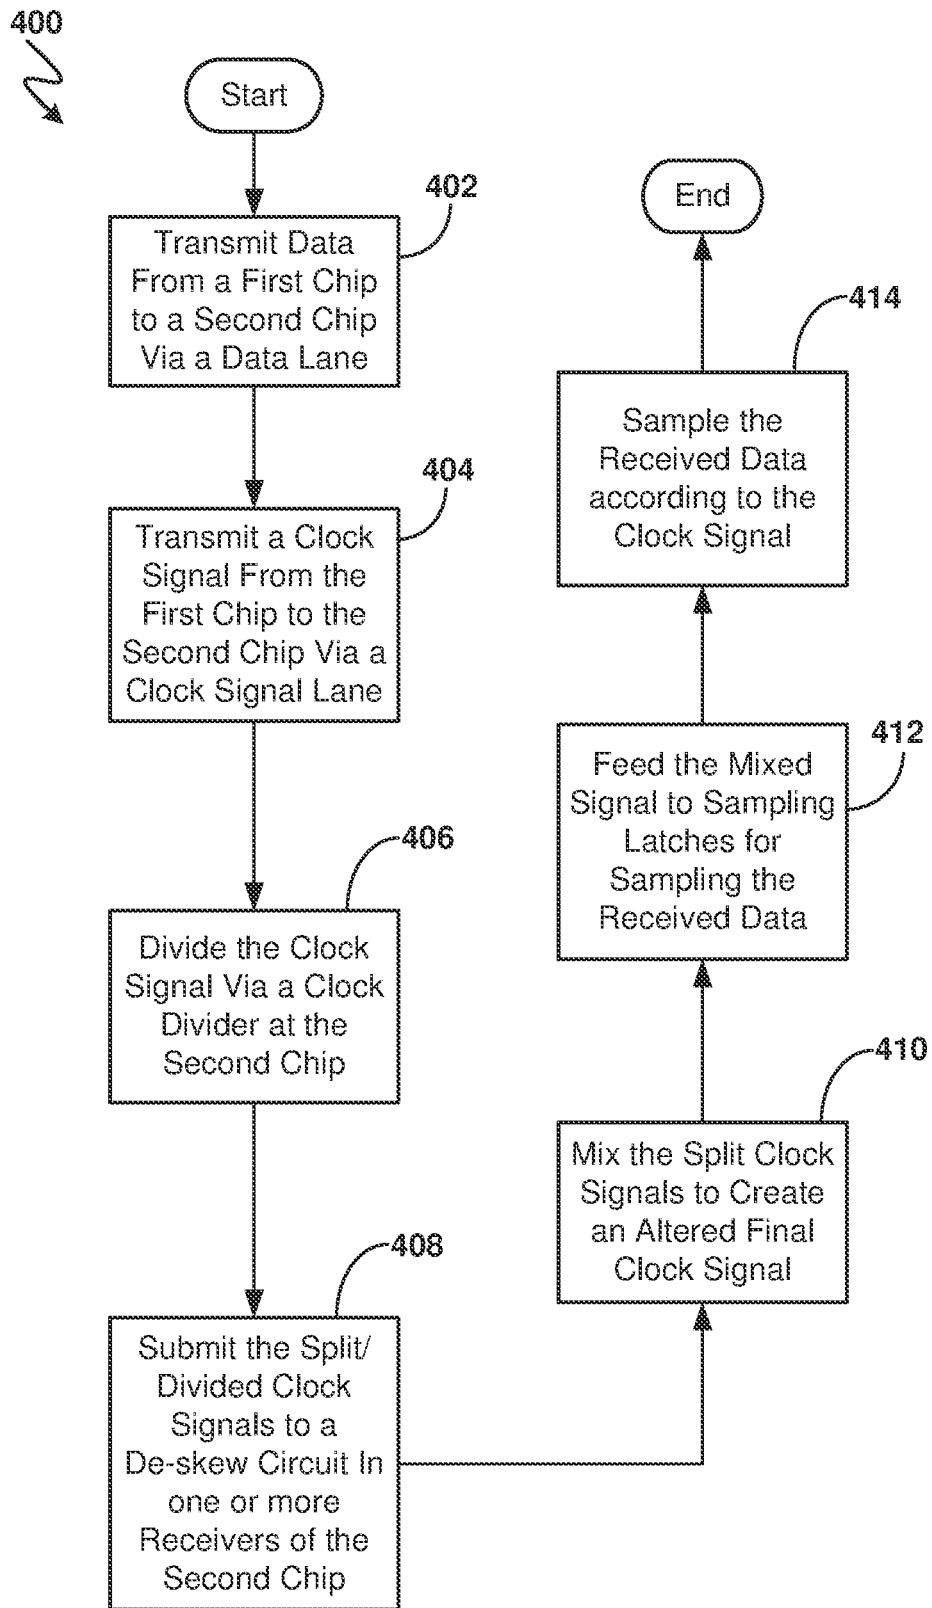 400
Start
402
Transmit Data
From a First Chip
to a Second Chip
Via a Data Lane
404
Transmit a Clock
Signal From the
First Chip to the
Second Chip Via a
Clock Signal Lane
406
Divide the Clock
Signal Via a Clock
Divider at the
Second Chip
408
Submit the Split/
Divided Clock
Signals to a
De-skew Circuit In
one or more
Receivers of the
Second Chip
410
Mix the Split Clock
Signals to Create
an Altered Final
Clock Signal
412
Feed the Mixed
Signal to Sampling
Latches for
Sampling the
Received Data
414
Sample the
Received Data
according to the
Clock Signal
End